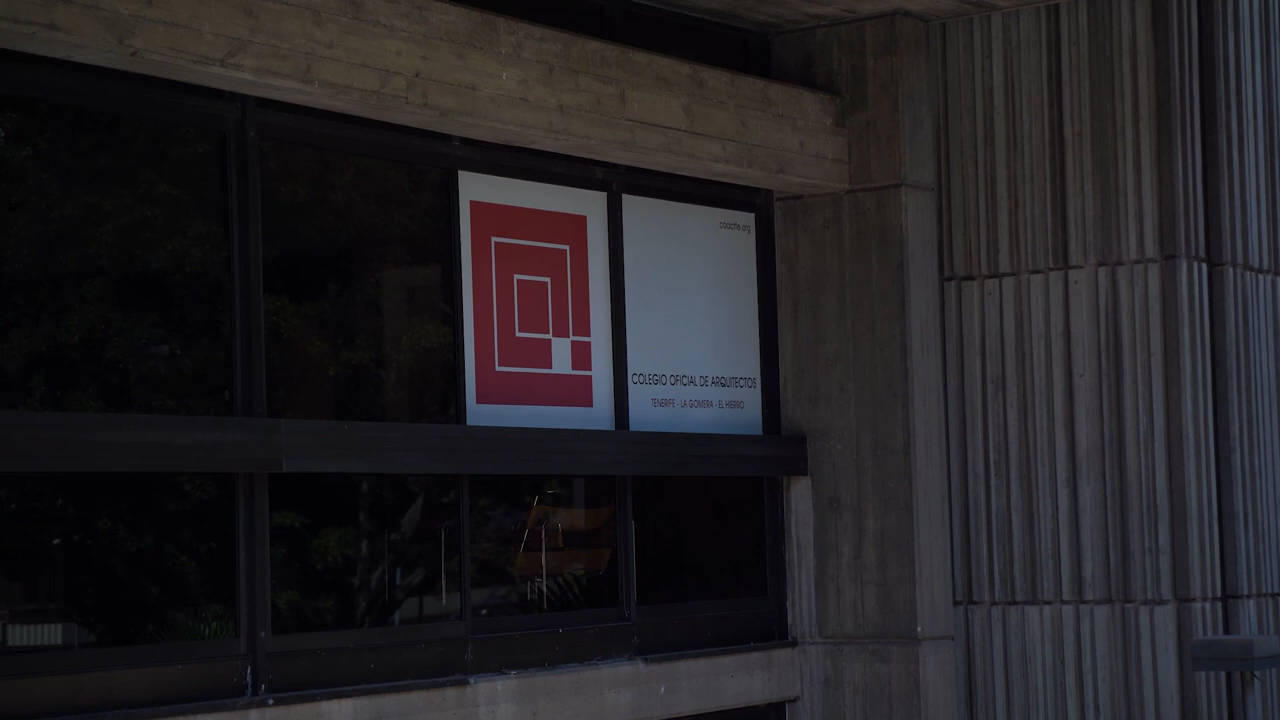 coactfe.org
COLEGIO OFICIAL DE ARQUITECTOS
TENERIFE - LA GOMERA - EL HIERRO